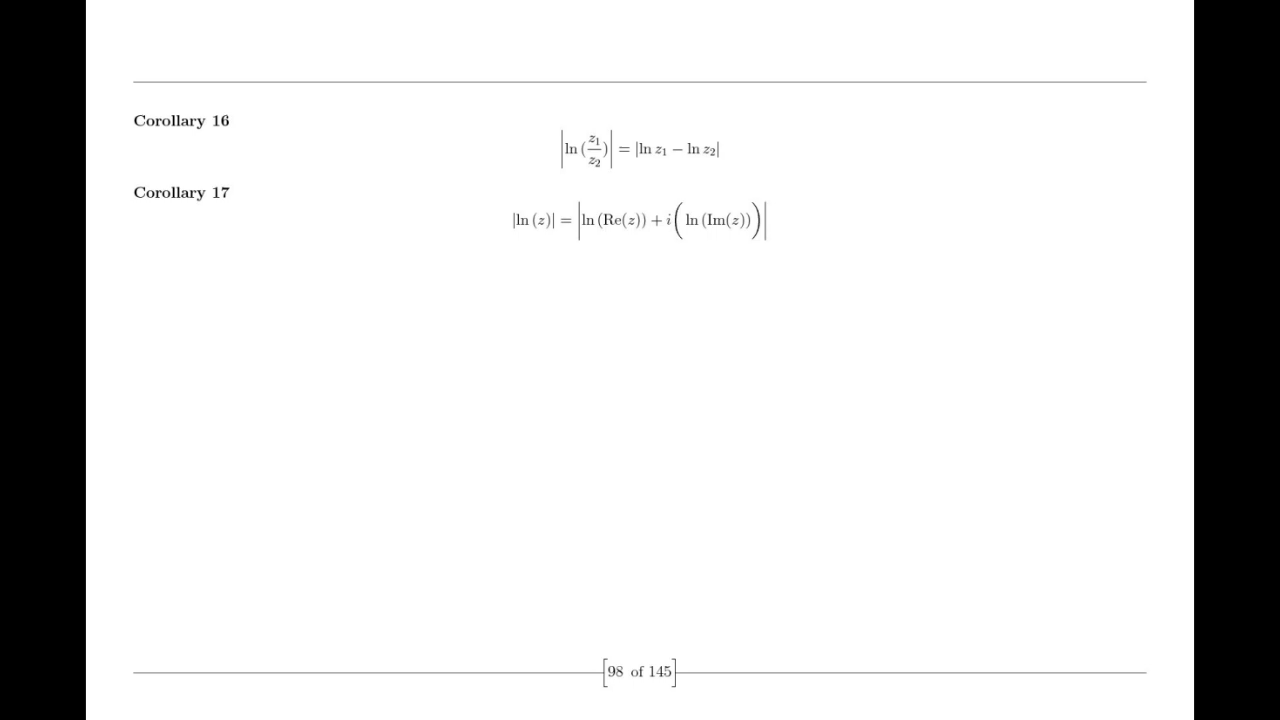 Corollary 16
|ln (z₁/z₂)| = |ln z₁ − ln z₂|
Corollary 17
|ln (z)| = |ln (Re(z)) + i( ln (Im(z)))|
[98 of 145]